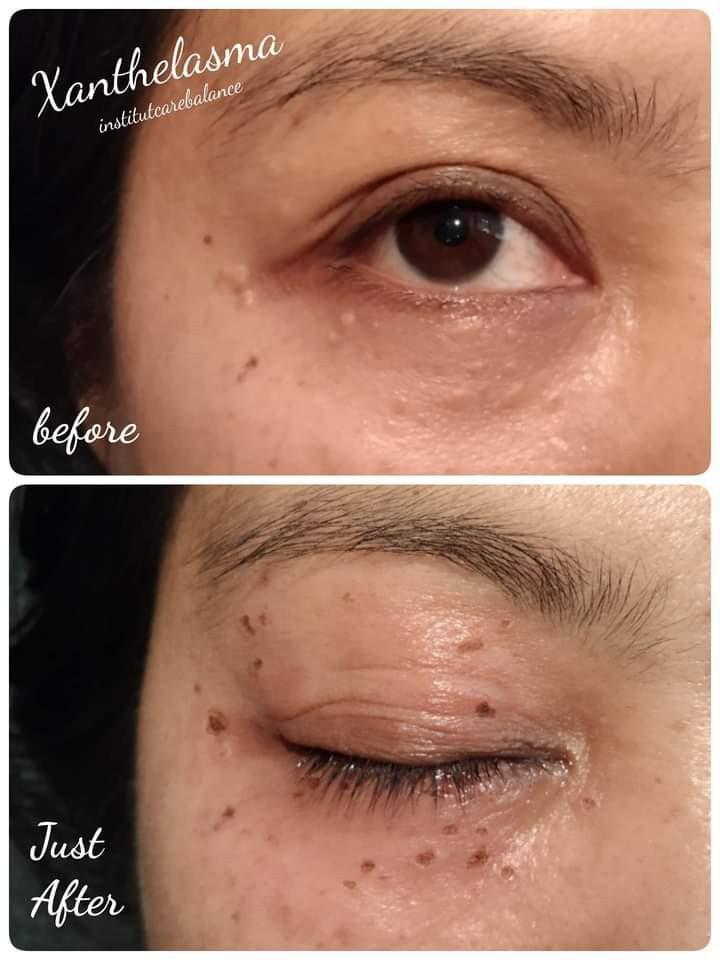 Xanthelasma
institutcarebalance
before
Just
After